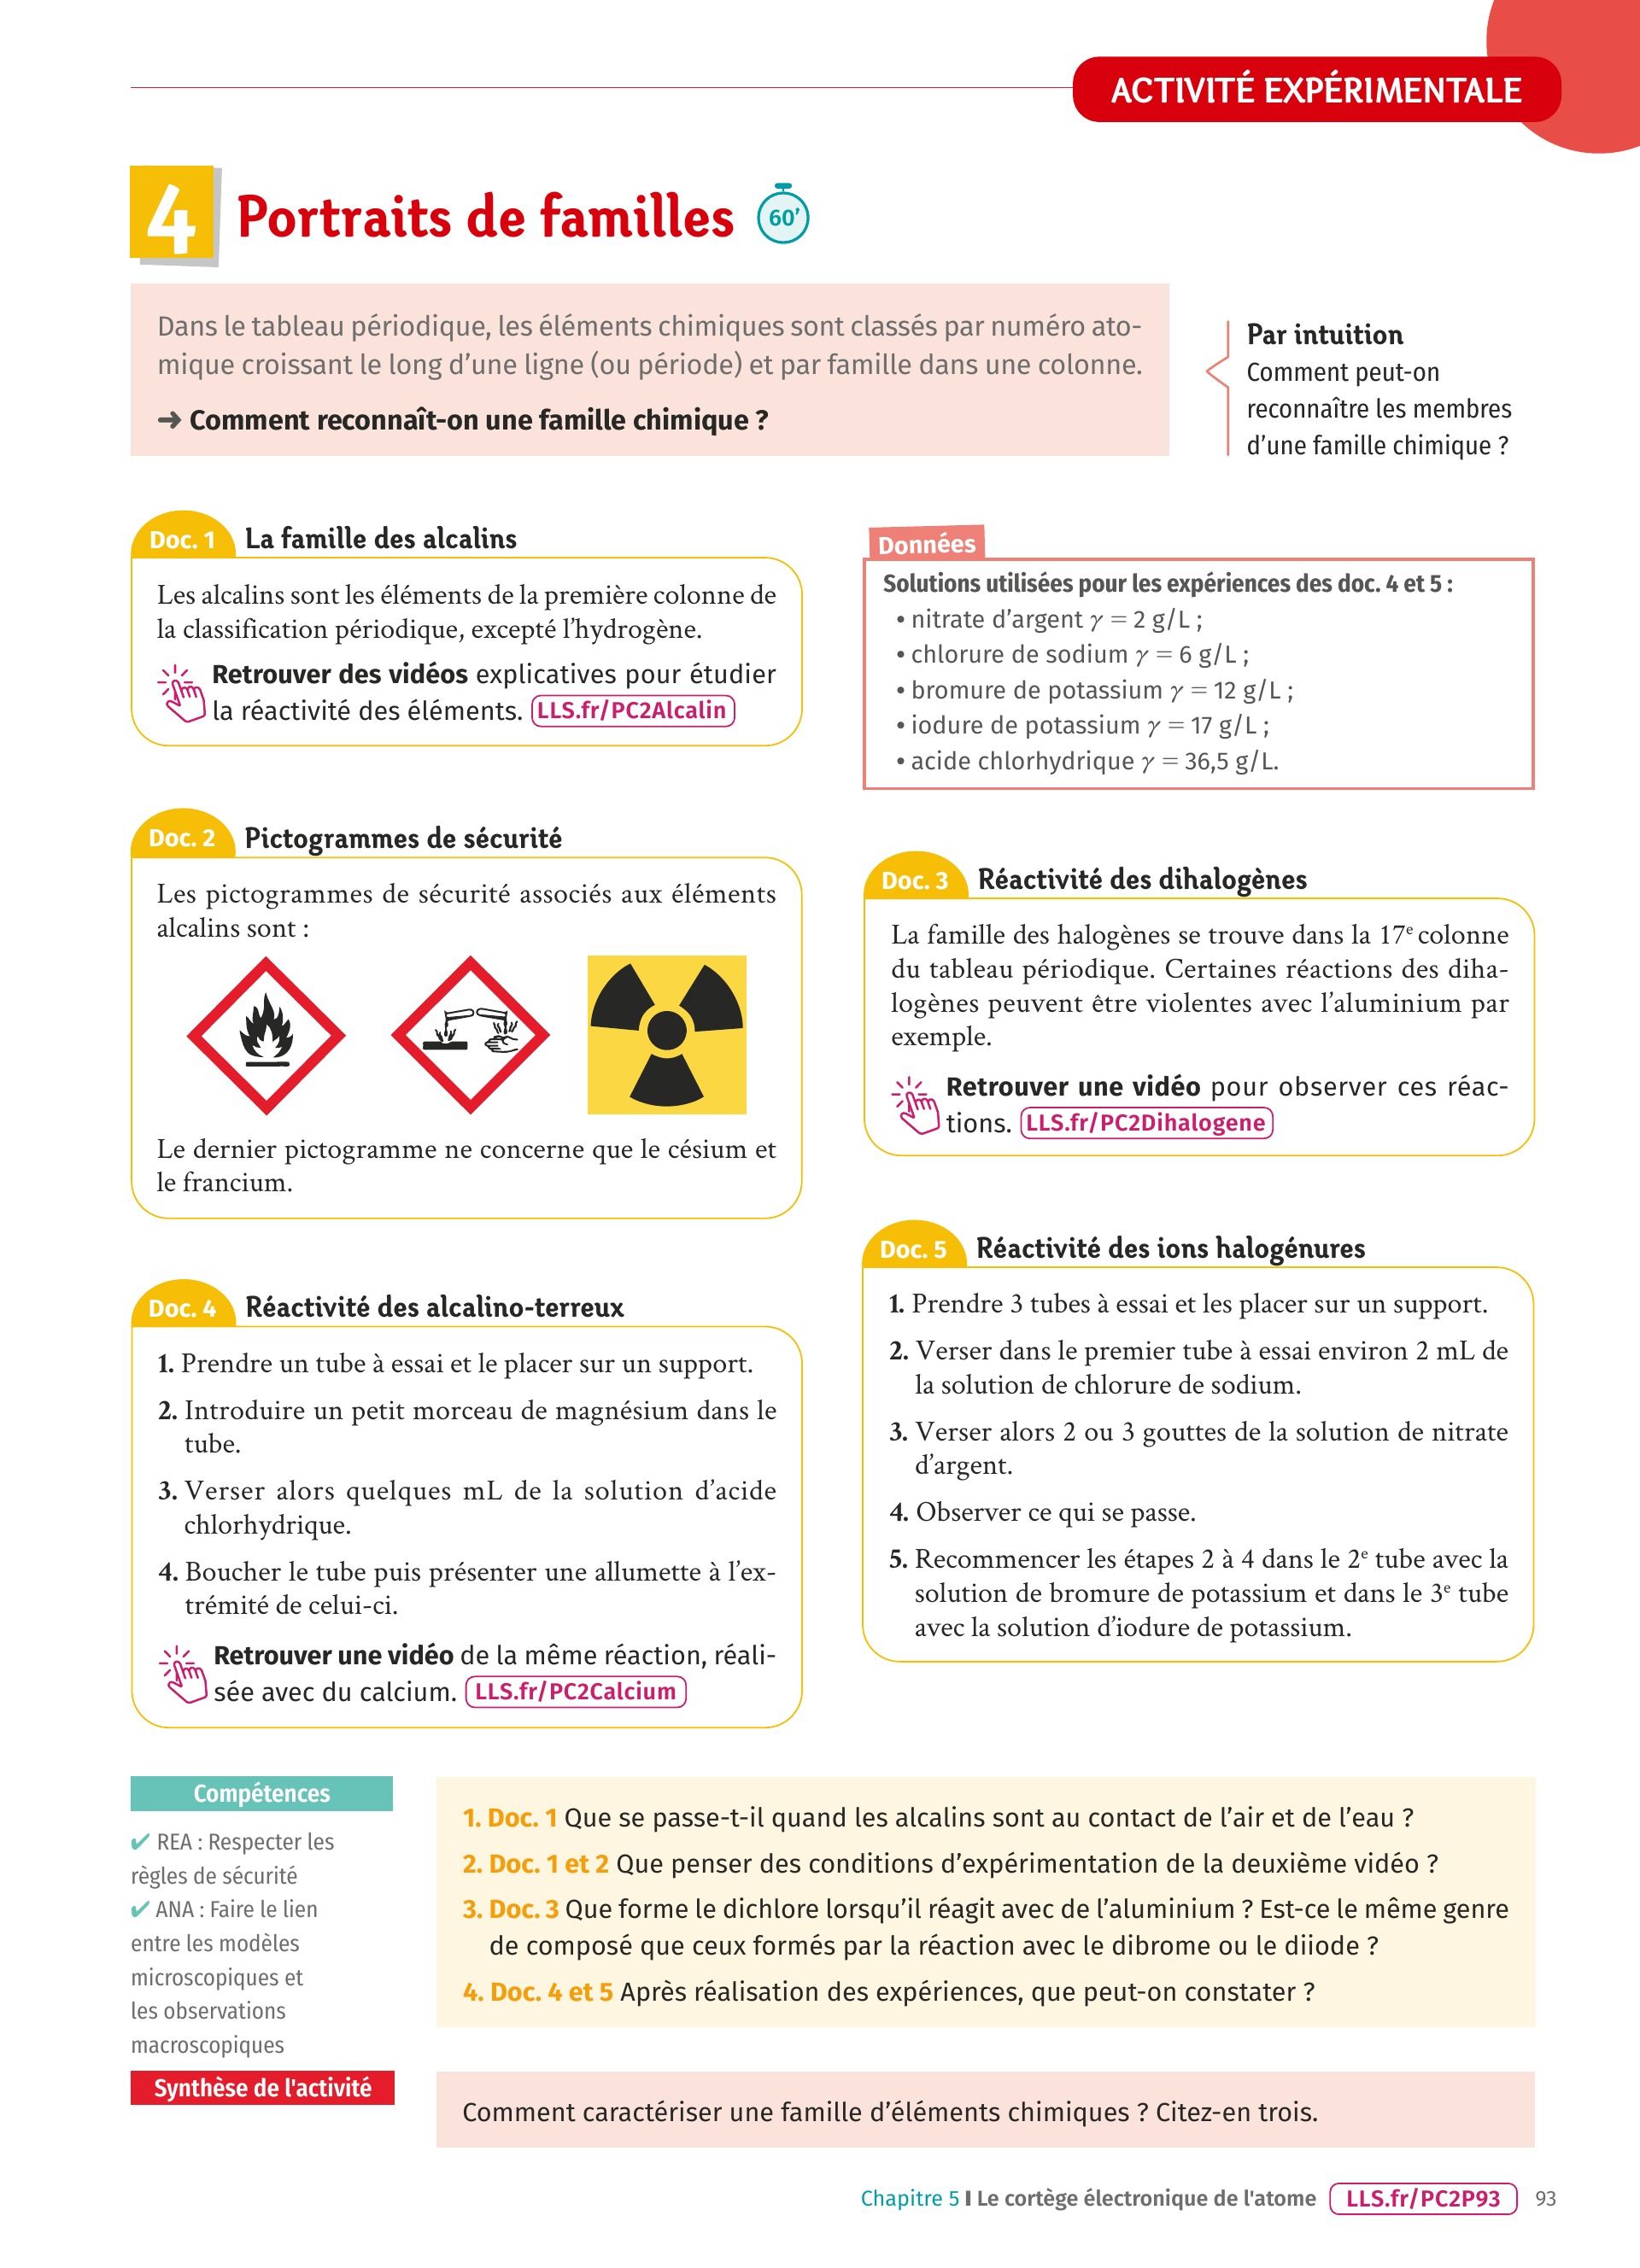 ACTIVITÉ EXPÉRIMENTALE
4
Portraits de familles
60’
Dans le tableau périodique, les éléments chimiques sont classés par numéro ato-
mique croissant le long d’une ligne (ou période) et par famille dans une colonne.
➜ Comment reconnaît-on une famille chimique ?
Par intuition
Comment peut-on
reconnaître les membres
d’une famille chimique ?
Doc. 1 La famille des alcalins
Les alcalins sont les éléments de la première colonne de
la classification périodique, excepté l’hydrogène.
Retrouver des vidéos explicatives pour étudier
la réactivité des éléments. LLS.fr/PC2Alcalin
Données
Solutions utilisées pour les expériences des doc. 4 et 5 :
• nitrate d’argent γ = 2 g/L ;
• chlorure de sodium γ = 6 g/L ;
• bromure de potassium γ = 12 g/L ;
• iodure de potassium γ = 17 g/L ;
• acide chlorhydrique γ = 36,5 g/L.
Doc. 2 Pictogrammes de sécurité
Les pictogrammes de sécurité associés aux éléments
alcalins sont :
Le dernier pictogramme ne concerne que le césium et
le francium.
Doc. 3 Réactivité des dihalogènes
La famille des halogènes se trouve dans la 17e colonne
du tableau périodique. Certaines réactions des diha-
logènes peuvent être violentes avec l’aluminium par
exemple.
Retrouver une vidéo pour observer ces réac-
tions. LLS.fr/PC2Dihalogene
Doc. 4 Réactivité des alcalino-terreux
1. Prendre un tube à essai et le placer sur un support.
2. Introduire un petit morceau de magnésium dans le
tube.
3. Verser alors quelques mL de la solution d’acide
chlorhydrique.
4. Boucher le tube puis présenter une allumette à l’ex-
trémité de celui-ci.
Retrouver une vidéo de la même réaction, réali-
sée avec du calcium. LLS.fr/PC2Calcium
Doc. 5 Réactivité des ions halogénures
1. Prendre 3 tubes à essai et les placer sur un support.
2. Verser dans le premier tube à essai environ 2 mL de
la solution de chlorure de sodium.
3. Verser alors 2 ou 3 gouttes de la solution de nitrate
d’argent.
4. Observer ce qui se passe.
5. Recommencer les étapes 2 à 4 dans le 2e tube avec la
solution de bromure de potassium et dans le 3e tube
avec la solution d’iodure de potassium.
Compétences
✔ REA : Respecter les
règles de sécurité
✔ ANA : Faire le lien
entre les modèles
microscopiques et
les observations
macroscopiques
1. Doc. 1 Que se passe-t-il quand les alcalins sont au contact de l’air et de l’eau ?
2. Doc. 1 et 2 Que penser des conditions d’expérimentation de la deuxième vidéo ?
3. Doc. 3 Que forme le dichlore lorsqu’il réagit avec de l’aluminium ? Est-ce le même genre
de composé que ceux formés par la réaction avec le dibrome ou le diiode ?
4. Doc. 4 et 5 Après réalisation des expériences, que peut-on constater ?
Synthèse de l'activité
Comment caractériser une famille d’éléments chimiques ? Citez-en trois.
Chapitre 5 I Le cortège électronique de l'atome LLS.fr/PC2P93 93